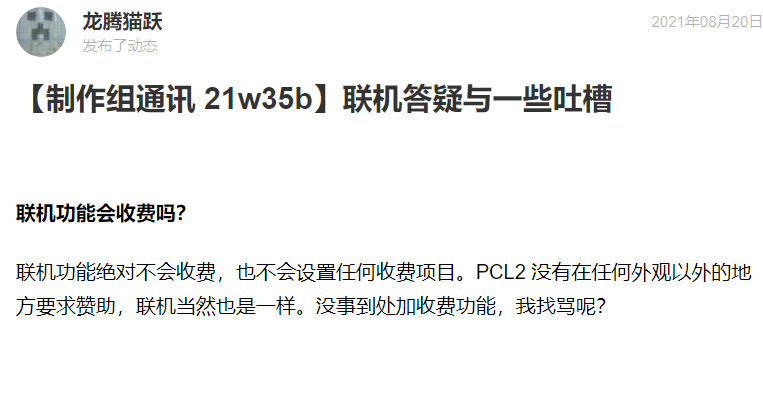 龙腾猫跃
2021年08月20日
发布了动态
【制作组通讯 21w35b】联机答疑与一些吐槽
联机功能会收费吗？
联机功能绝对不会收费，也不会设置任何收费项目。PCL2 没有在任何外观以外的地
方要求赞助，联机当然也是一样。没事到处加收费功能，我找骂呢？